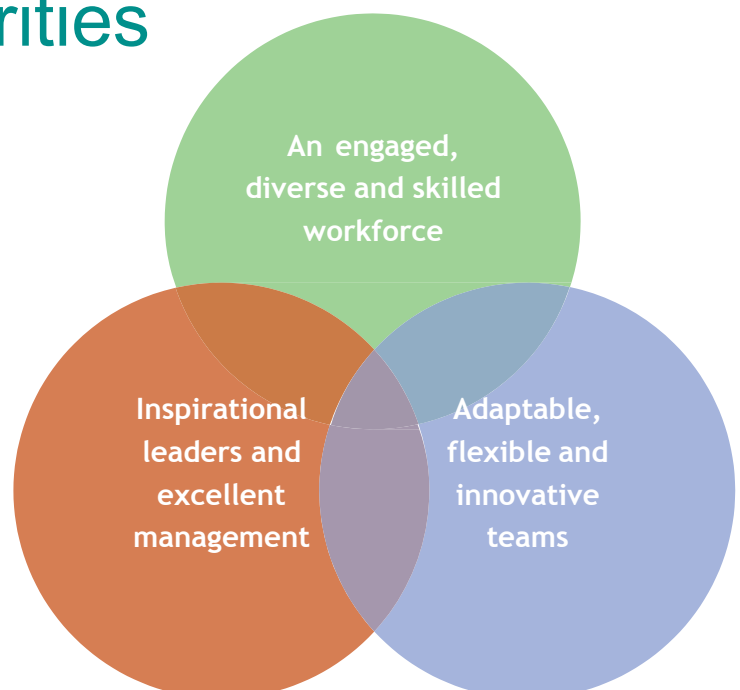 rities
An engaged,
diverse and skilled
workforce
Inspirational
leaders and
excellent
management
Adaptable,
flexible and
innovative
teams